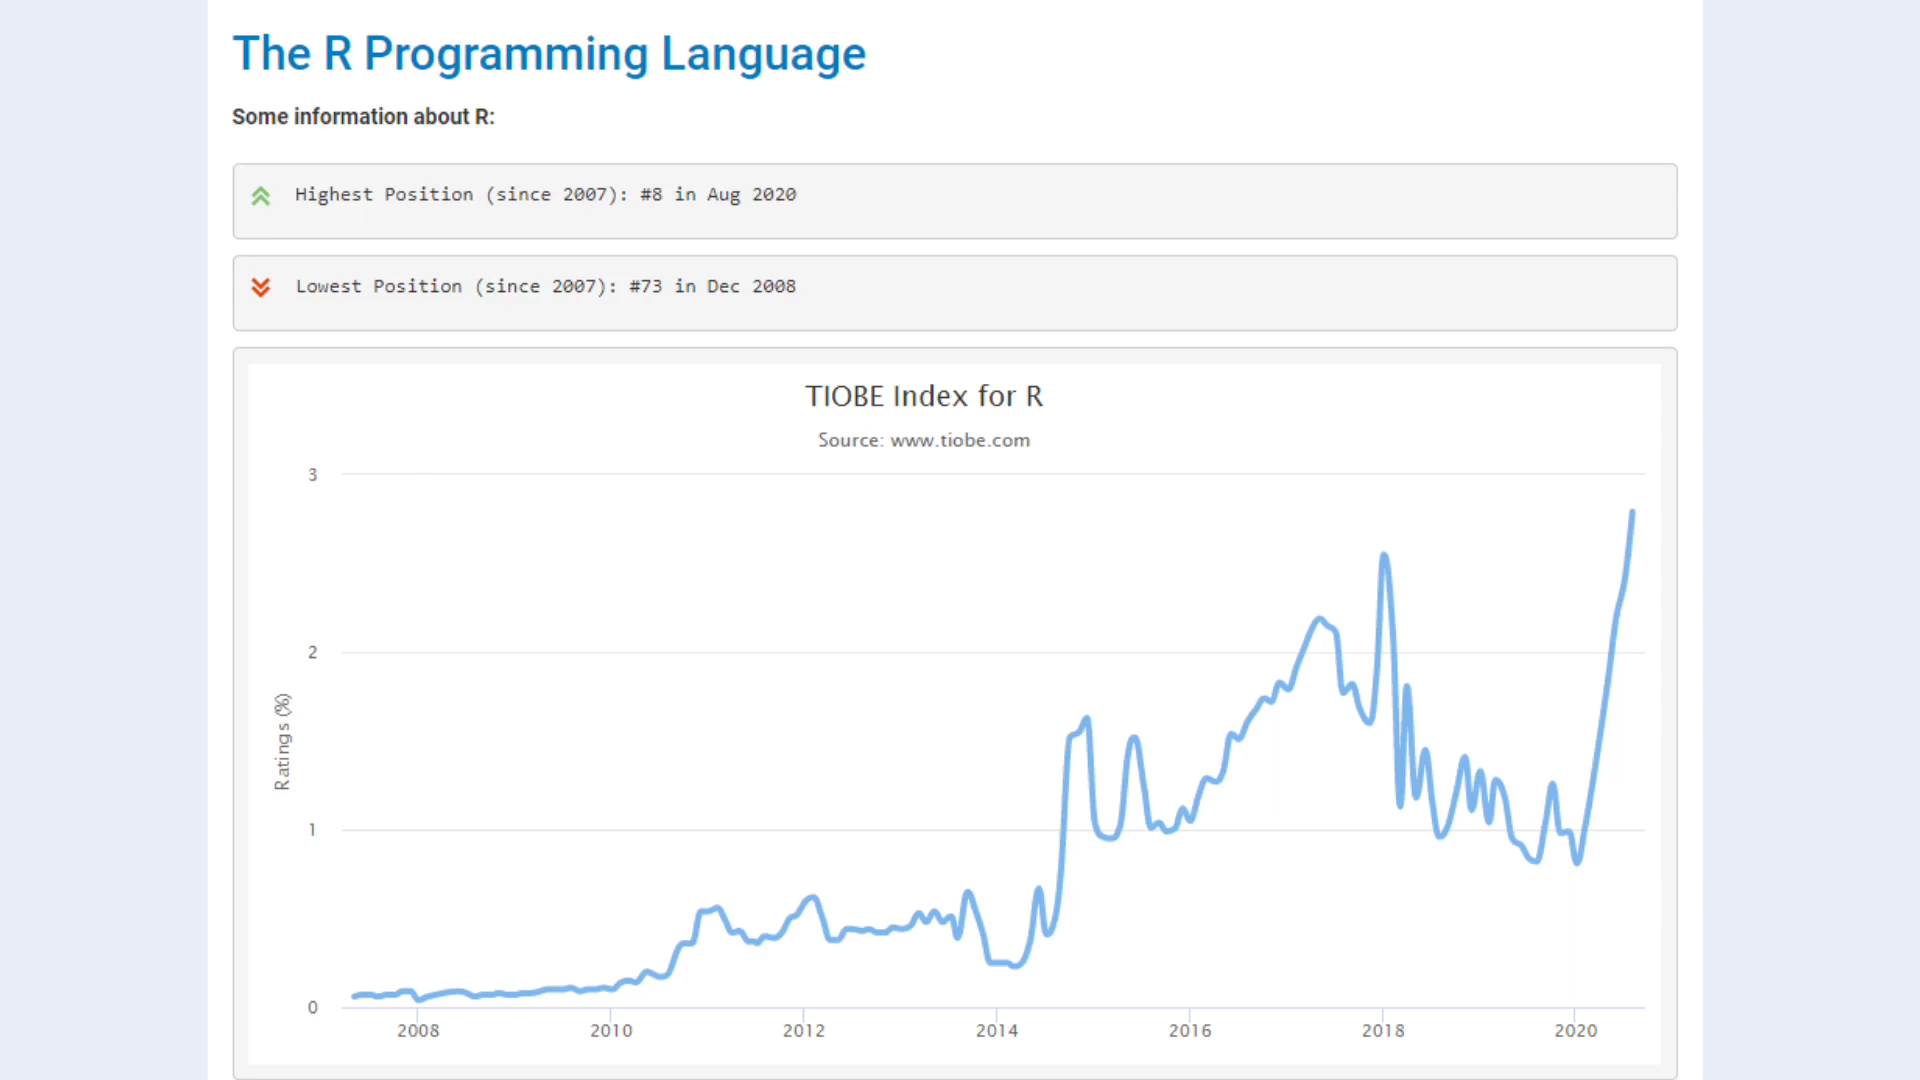 The R Programming Language
Some information about R:
Highest Position (since 2007): #8 in Aug 2020
Lowest Position (since 2007): #73 in Dec 2008
TIOBE Index for R
Source: www.tiobe.com
3
2
1
0
Ratings (%)
2008 2010 2012 2014 2016 2018 2020